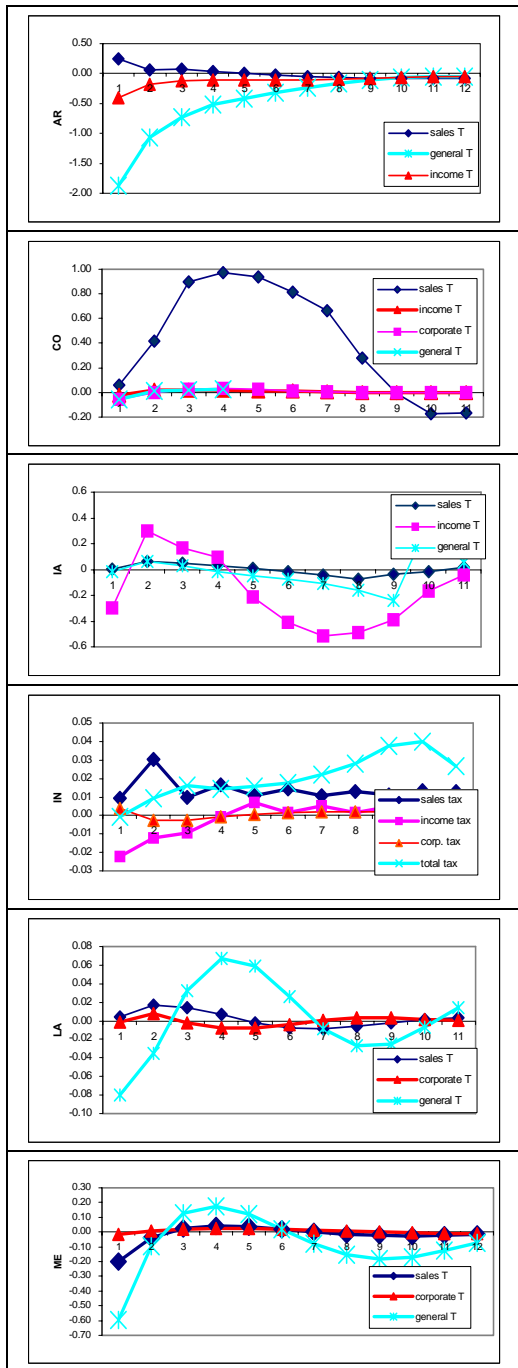 0.50
0.00
-0.50
-1.00
-1.50
-2.00
AR
1 2 3 4 5 6 7 8 9 10 11 12
sales T
general T
income T
1.00
0.80
0.60
0.40
0.20
0.00
-0.20
CO
1 2 3 4 5 6 7 8 9 10 11
sales T
income T
corporate T
general T
0.6
0.4
0.2
0
-0.2
-0.4
-0.6
IA
1 2 3 4 5 6 7 8 9 10 11
sales T
income T
general T
0.05
0.04
0.03
0.02
0.01
0.00
-0.01
-0.02
-0.03
IN
1 2 3 4 5 6 7 8
sales tax
income tax
corp. tax
total tax
0.08
0.06
0.04
0.02
0.00
-0.02
-0.04
-0.06
-0.08
-0.10
LA
1 2 3 4 5 6 7 8 9 10 11
sales T
corporate T
general T
0.30
0.20
0.10
0.00
-0.10
-0.20
-0.30
-0.40
-0.50
-0.60
-0.70
ME
1 2 3 4 5 6 7 8 9 10 11 12
sales T
corporate T
general T